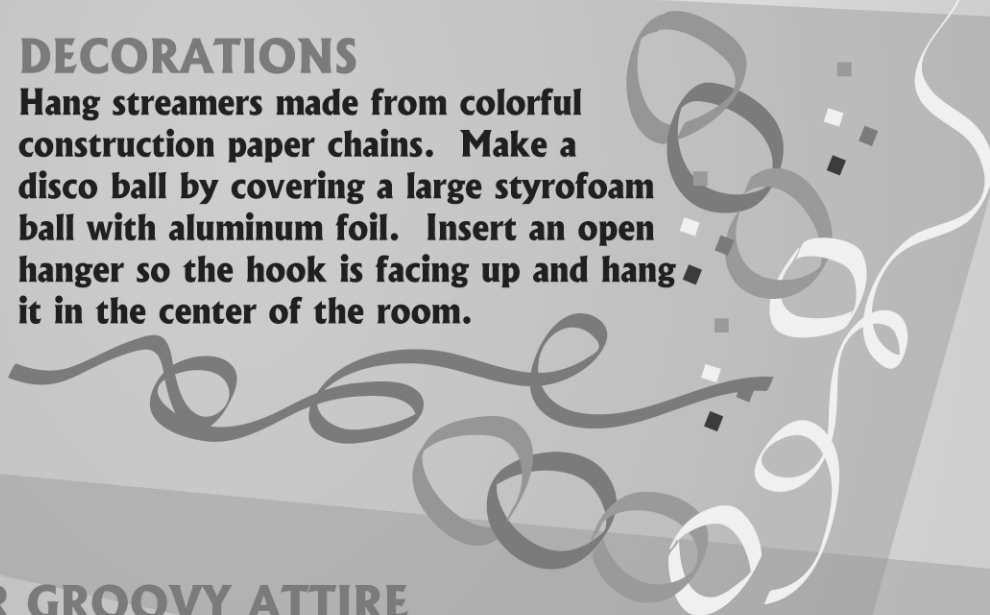 DECORATIONS
Hang streamers made from colorful
construction paper chains.  Make a
disco ball by covering a large styrofoam
ball with aluminum foil.  Insert an open
hanger so the hook is facing up and hang
it in the center of the room.
GROOVY ATTIRE